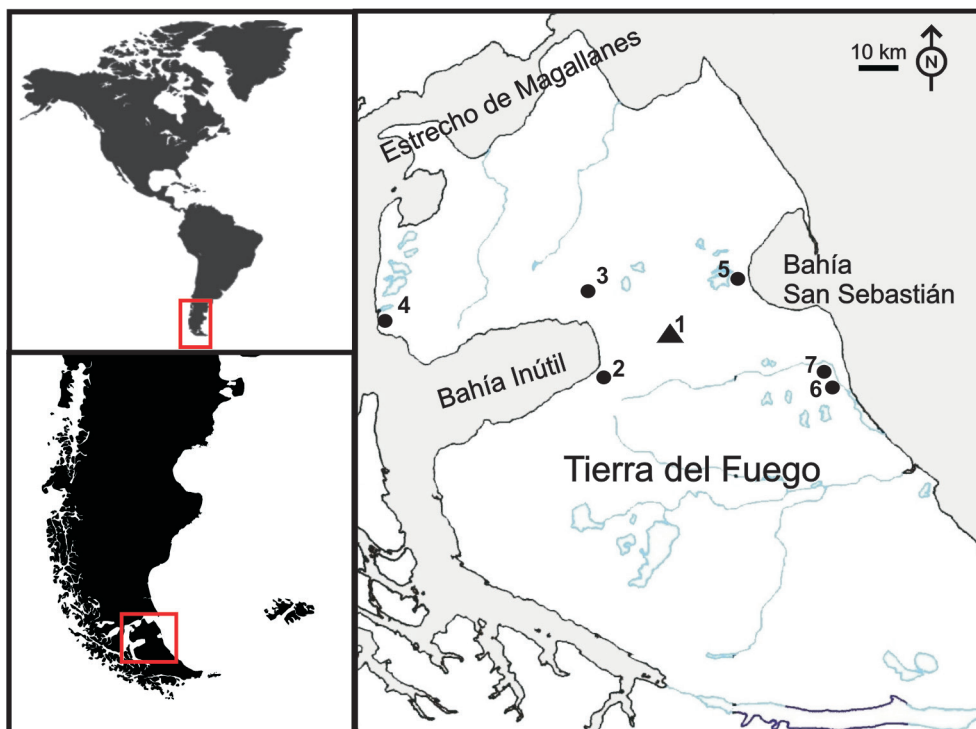 Estrecho de Magallanes
10 km
N
Bahía
San Sebastián
5
3
4
1
Bahía Inútil
2
7
6
Tierra del Fuego